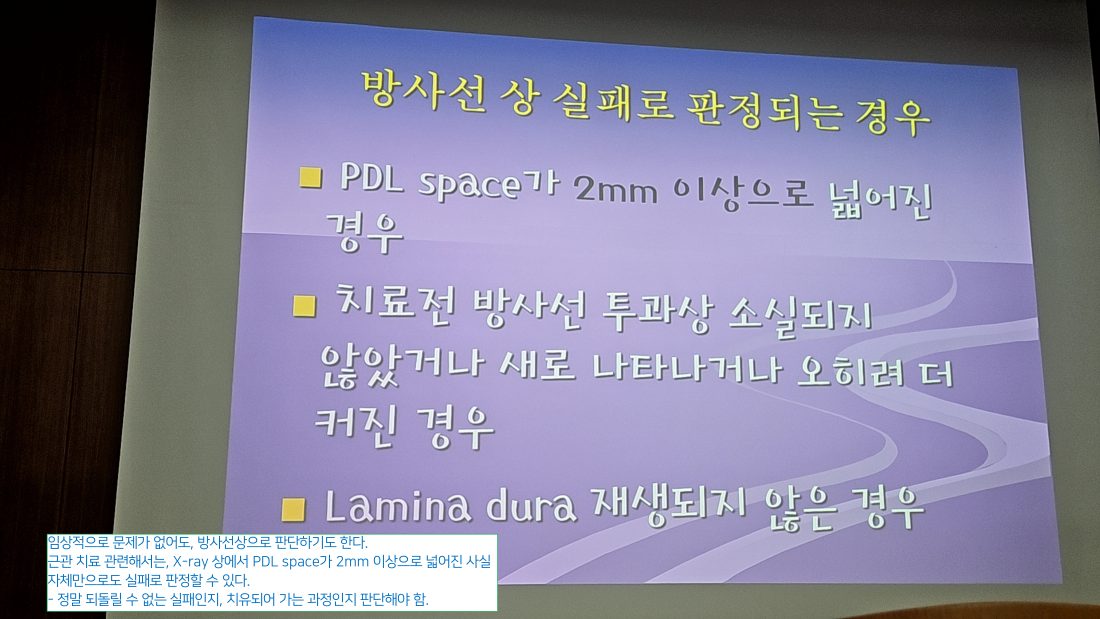 방사선 상 실패로 판정되는 경우
PDL space가 2mm 이상으로 넓어진
경우
치료전 방사선 투과상 소실되지
않았거나 새로 나타나거나 오히려 더
커진 경우
Lamina dura 재생되지 않은 경우
임상적으로 문제가 없어도, 방사선상으로 판단하기도 한다.
근관 치료 관련해서는, X-ray 상에서 PDL space가 2mm 이상으로 넓어진 사실
자체만으로도 실패로 판정할 수 있다.
- 정말 되돌릴 수 없는 실패인지, 치유되어 가는 과정인지 판단해야 함.